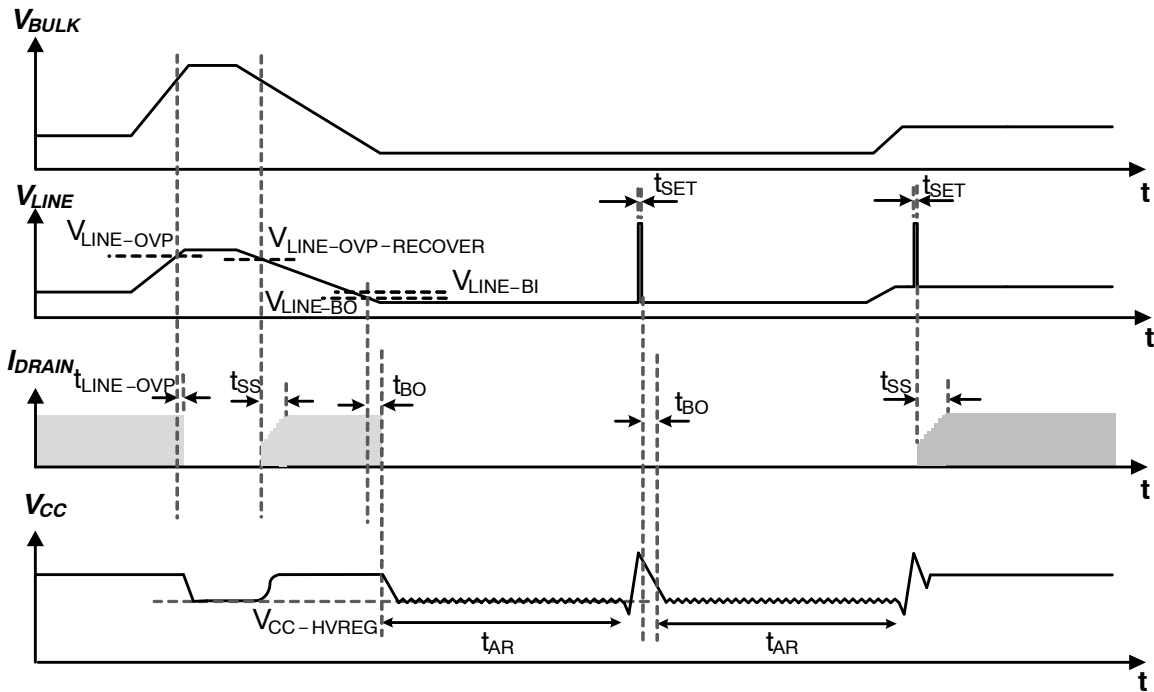 VBULK
t
VLINE
tSET
tSET
VLINE−OVP
VLINE−OVP−RECOVER
VLINE−BI
VLINE−BO
t
IDRAIN
tLINE−OVP
tSS
tBO
tBO
tSS
t
VCC
VCC−HVREG
tAR
tAR
t